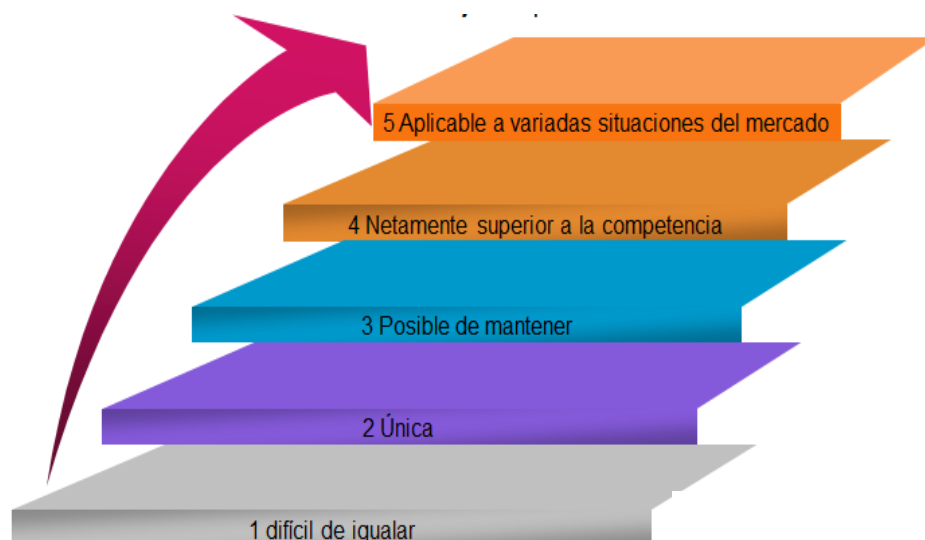 5 Aplicable a variadas situaciones del mercado
4 Netamente superior a la competencia
3 Posible de mantener
2 Única
1 difícil de igualar